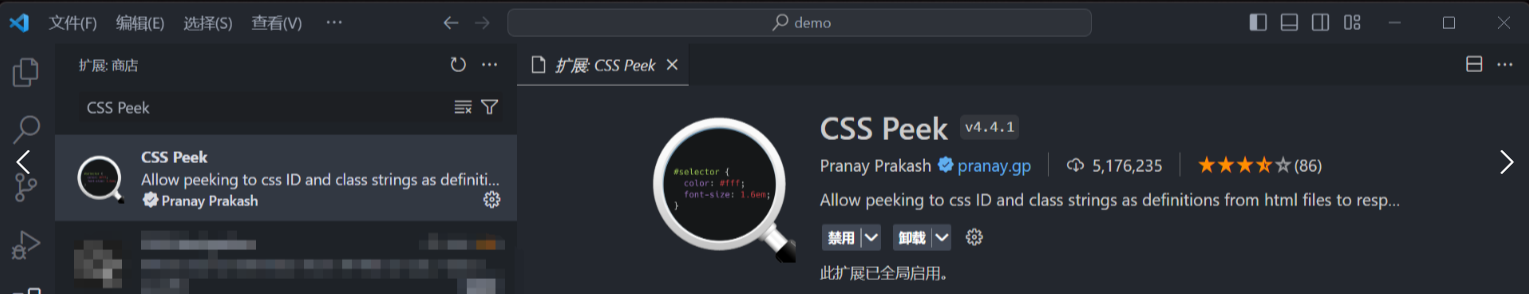 文件(F) 编辑(E) 选择(S) 查看(V) ··· demo
扩展: 商店 ···
CSS Peek
CSS Peek
Allow peeking to css ID and class strings as definiti...
Pranay Prakash
扩展: CSS Peek ···
#selector {
color: #fff;
font-size: 1.6em;
}
CSS Peek v4.4.1
Pranay Prakash pranay.gp 5,176,235 (86)
Allow peeking to css ID and class strings as definitions from html files to resp...
禁用 卸载
此扩展已全局启用。